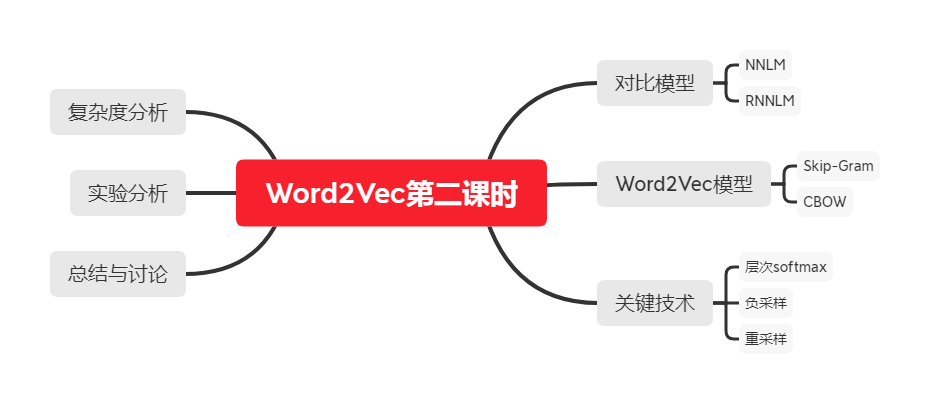 Word2Vec第二课时
对比模型
NNLM
RNNLM
Word2Vec模型
Skip-Gram
CBOW
关键技术
层次softmax
负采样
重采样
复杂度分析
实验分析
总结与讨论